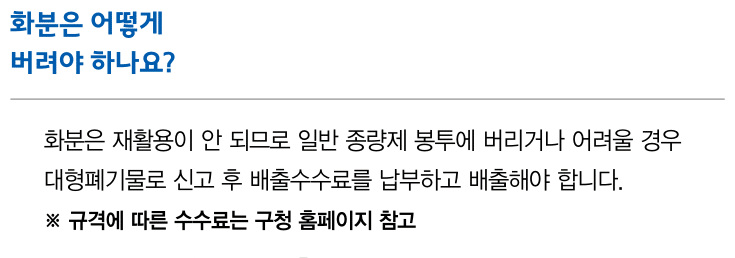 화분은 어떻게
버려야 하나요?
화분은 재활용이 안 되므로 일반 종량제 봉투에 버리거나 어려울 경우
대형폐기물로 신고 후 배출수수료를 납부하고 배출해야 합니다.
※ 규격에 따른 수수료는 구청 홈페이지 참고